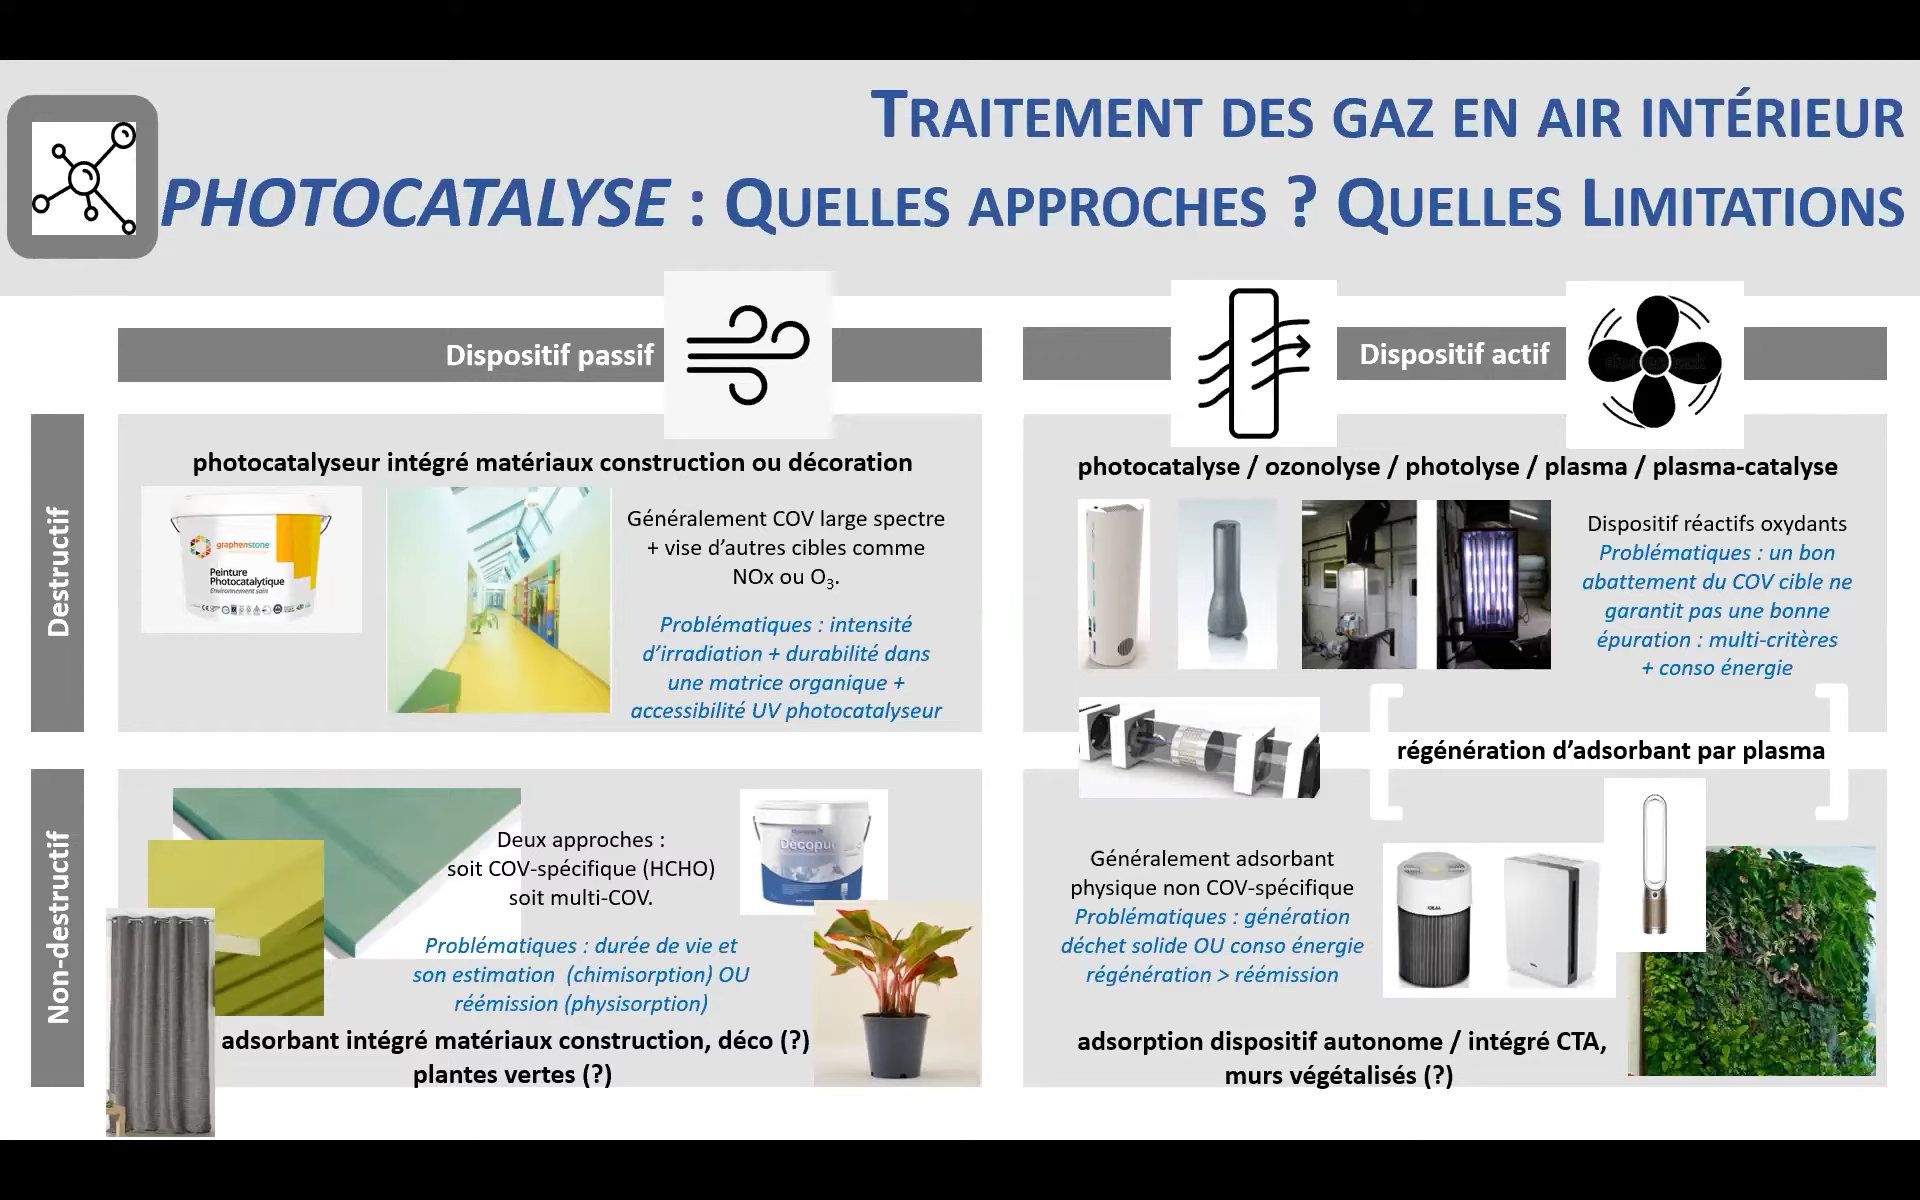 TRAITEMENT DES GAZ EN AIR INTÉRIEUR
PHOTOCATALYSE : QUELLES APPROCHES ? QUELLES LIMITATIONS
Dispositif passif
Dispositif actif
Destructif
photocatalyseur intégré matériaux construction ou décoration
graphenstone
Peinture
Photocatalytique
Environnement sain
Généralement COV large spectre
+ vise d’autres cibles comme
NOx ou O₃.
Problématiques : intensité
d’irradiation + durabilité dans
une matrice organique +
accessibilité UV photocatalyseur
photocatalyse / ozonolyse / photolyse / plasma / plasma-catalyse
Dispositif réactifs oxydants
Problématiques : un bon
abattement du COV cible ne
garantit pas une bonne
épuration : multi-critères
+ conso énergie
régénération d’adsorbant par plasma
Non-destructif
Deux approches :
soit COV-spécifique (HCHO)
soit multi-COV.
Décopur
Problématiques : durée de vie et
son estimation (chimisorption) OU
réémission (physisorption)
adsorbant intégré matériaux construction, déco (?)
plantes vertes (?)
Généralement adsorbant
physique non COV-spécifique
Problématiques : génération
déchet solide OU conso énergie
régénération > réémission
IDEAL
adsorption dispositif autonome / intégré CTA,
murs végétalisés (?)